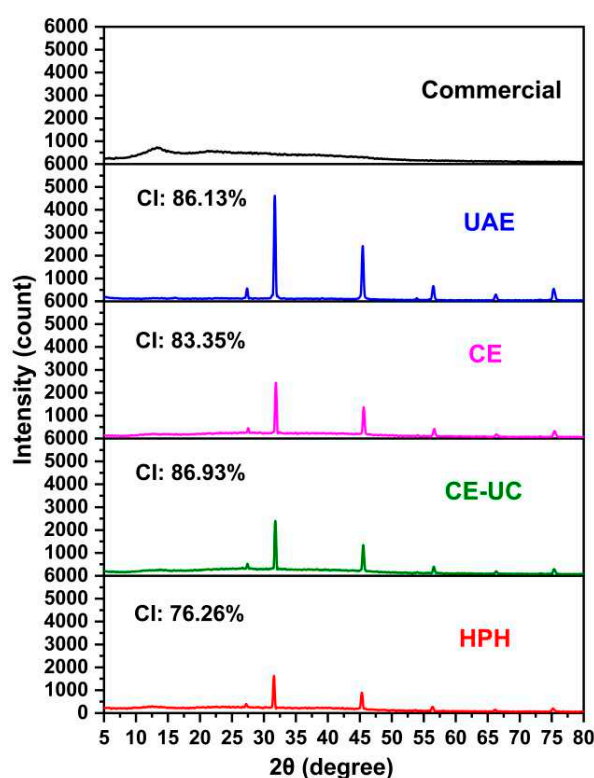 6000
5000
4000
3000
2000
1000
Commercial
6000
5000
4000
3000
2000
1000
CI: 86.13%
UAE
6000
5000
4000
3000
2000
1000
CI: 83.35%
CE
6000
5000
4000
3000
2000
1000
CI: 86.93%
CE-UC
6000
5000
4000
3000
2000
1000
0
CI: 76.26%
HPH
Intensity (count)
5 10 15 20 25 30 35 40 45 50 55 60 65 70 75 80
2θ (degree)